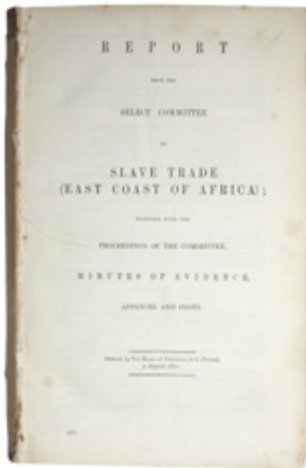 REPORT
FROM THE
SELECT COMMITTEE
ON
SLAVE TRADE
(EAST COAST OF AFRICA);
TOGETHER WITH THE
PROCEEDINGS OF THE COMMITTEE,
MINUTES OF EVIDENCE,
APPENDIX AND INDEX.
Ordered, by The House of Commons, to be Printed,